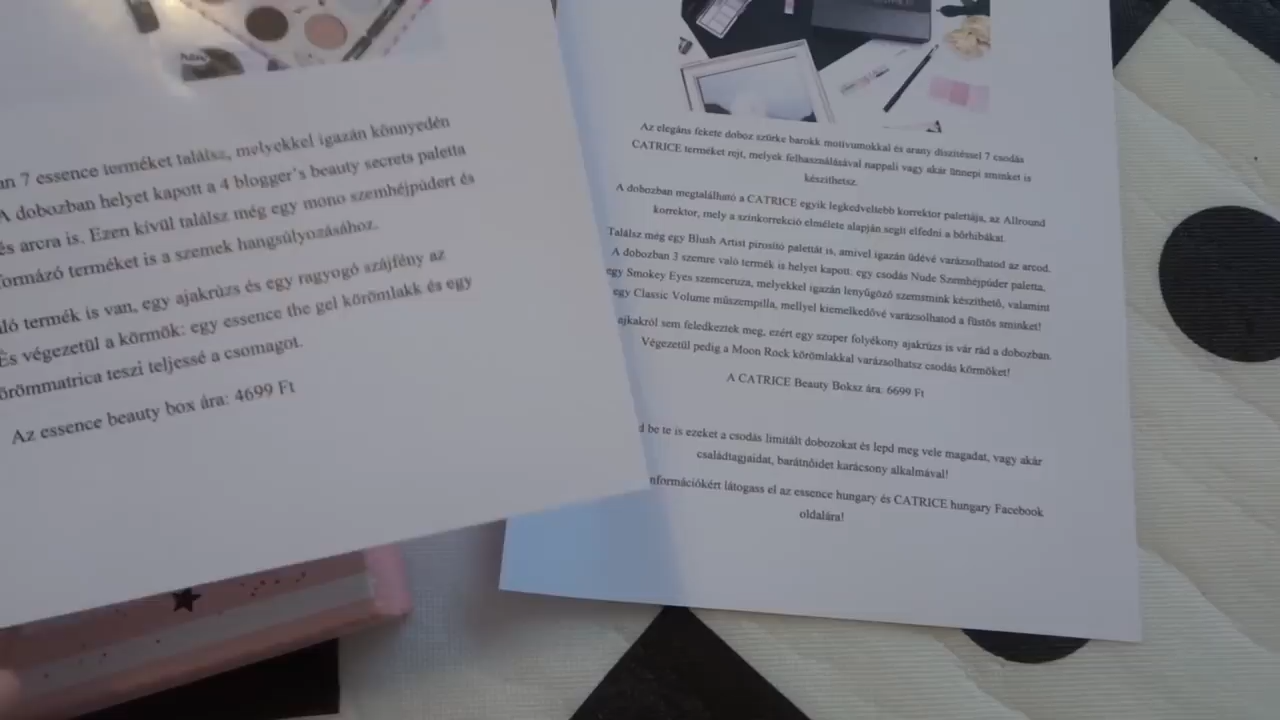 an 7 essence terméket találsz, melyekkel igazán könnyedén
A dobozban helyet kapott a 4 blogger's beauty secrets paletta
és arcra is. Ezen kívül találsz még egy mono szemhéjpúdert és
formázó terméket is a szemek hangsúlyozásához.
ló termék is van, egy ajakrúzs és egy ragyogó szájfény az
És végezetül a körmök: egy essence the gel körömlakk és egy
örömmatrica teszi teljessé a csomagot.
Az essence beauty box ára: 4699 Ft
Az elegáns fekete doboz szürke barokk motívumokkal és arany díszítéssel 7 csodás
CATRICE terméket rejt, melyek felhasználásával nappali vagy akár ünnepi sminket is
készíthetsz.
A dobozban megtalálható a CATRICE egyik legkedveltebb korrektor palettája, az Allround
korrektor, mely a színkorrekció elmélete alapján segít elfedni a bőrhibákat.
Találsz még egy Blush Artist pirosító palettát is, amivel igazán üdévé varázsolhatod az arcod.
A dobozban 3 szemre való termék is helyet kapott: egy csodás Nude Szemhéjpúder paletta,
egy Smokey Eyes szemceruza, melyekkel igazán lenyűgöző szemsmink készíthető, valamint
egy Classic Volume műszempilla, mellyel kiemelkedővé varázsolhatod a füstös sminket!
ajkakról sem feledkeztek meg, ezért egy szuper folyékony ajakrúzs is vár rád a dobozban.
Végezetül pedig a Moon Rock körömlakkal varázsolhatsz csodás körmöket!
A CATRICE Beauty Boksz ára: 6699 Ft
d be te is ezeket a csodás limitált dobozokat és lepd meg vele magadat, vagy akár
családtagjaidat, barátnőidet karácsony alkalmával!
nformációkért látogass el az essence hungary és CATRICE hungary Facebook
oldalára!